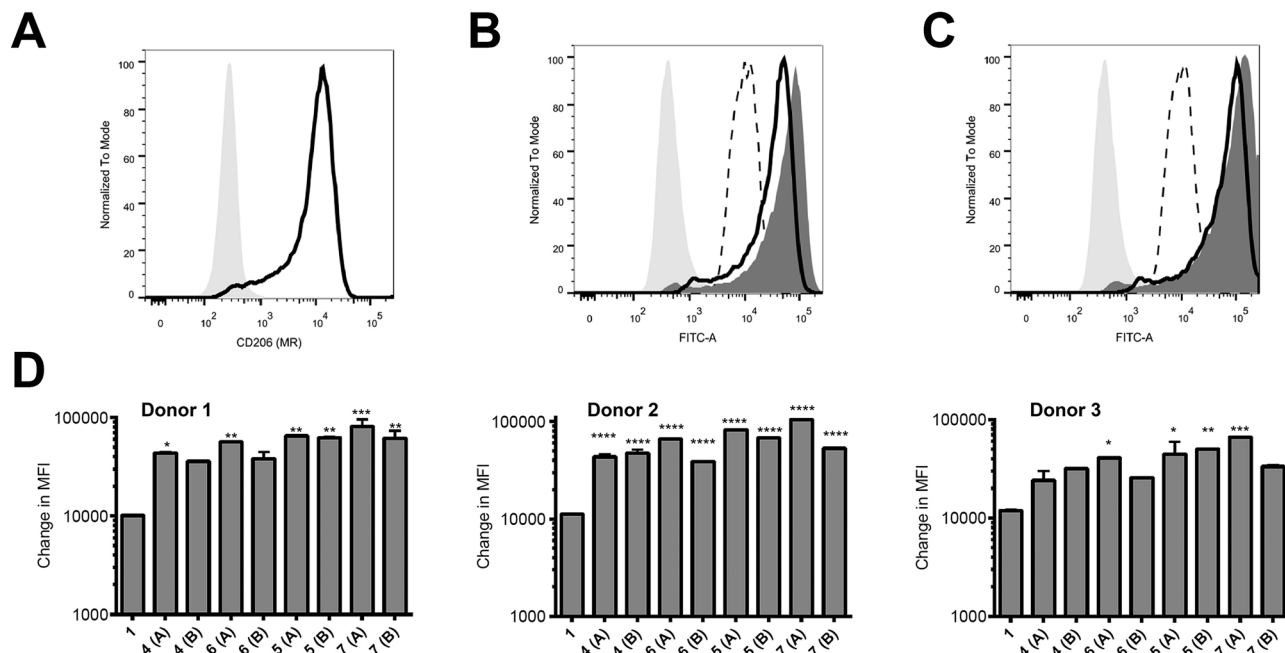 A
B
C
100
80
60
40
20
0
Normalized To Mode
0
10²
10³
10⁴
10⁵
CD206 (MR)
100
80
60
40
20
0
Normalized To Mode
0
10²
10³
10⁴
10⁵
FITC-A
100
80
60
40
20
0
Normalized To Mode
0
10²
10³
10⁴
10⁵
FITC-A
D
Donor 1
100000
10000
1000
Change in MFI
* ** ** ** *** **
1 4 (A) 4 (B) 6 (A) 6 (B) 5 (A) 5 (B) 7 (A) 7 (B)
Donor 2
100000
10000
1000
Change in MFI
**** **** **** **** **** **** **** ****
1 4 (A) 4 (B) 6 (A) 6 (B) 5 (A) 5 (B) 7 (A) 7 (B)
Donor 3
100000
10000
1000
Change in MFI
* * ** ***
1 4 (A) 4 (B) 6 (A) 6 (B) 5 (A) 5 (B) 7 (A) 7 (B)